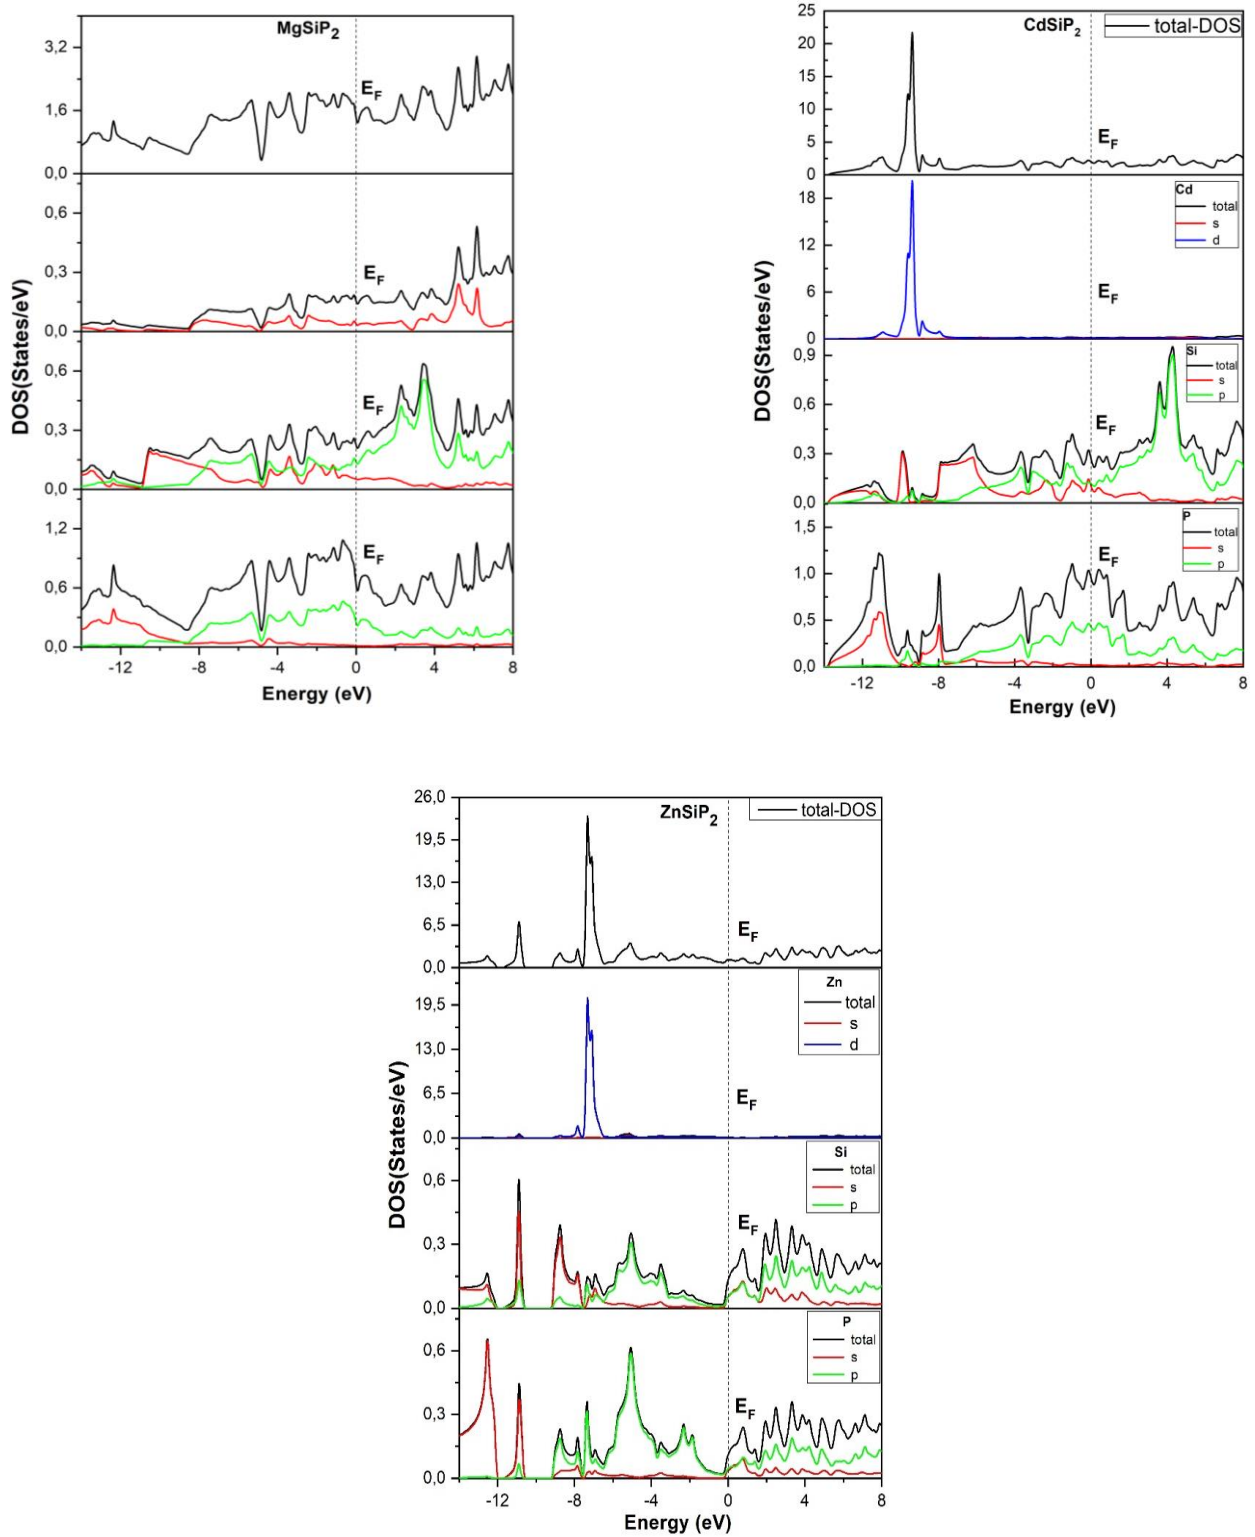 MgSiP2
EF
3,2
1,6
0,0
EF
0,6
0,3
0,0
EF
0,6
0,3
0,0
EF
1,2
0,6
0,0
-12 -8 -4 0 4 8
Energy (eV)
DOS(States/eV)
CdSiP2
total-DOS
EF
25
20
15
10
5
0
Cd
total
s
d
EF
18
12
6
0
Si
total
s
p
EF
0,9
0,6
0,3
0,0
P
total
s
p
EF
1,5
1,0
0,5
0,0
-12 -8 -4 0 4 8
Energy (eV)
DOS(States/eV)
ZnSiP2
total-DOS
EF
26,0
19,5
13,0
6,5
0,0
Zn
total
s
d
EF
19,5
13,0
6,5
0,0
Si
total
s
p
EF
0,6
0,3
0,0
P
total
s
p
EF
0,6
0,3
0,0
-12 -8 -4 0 4 8
Energy (eV)
DOS(States/eV)